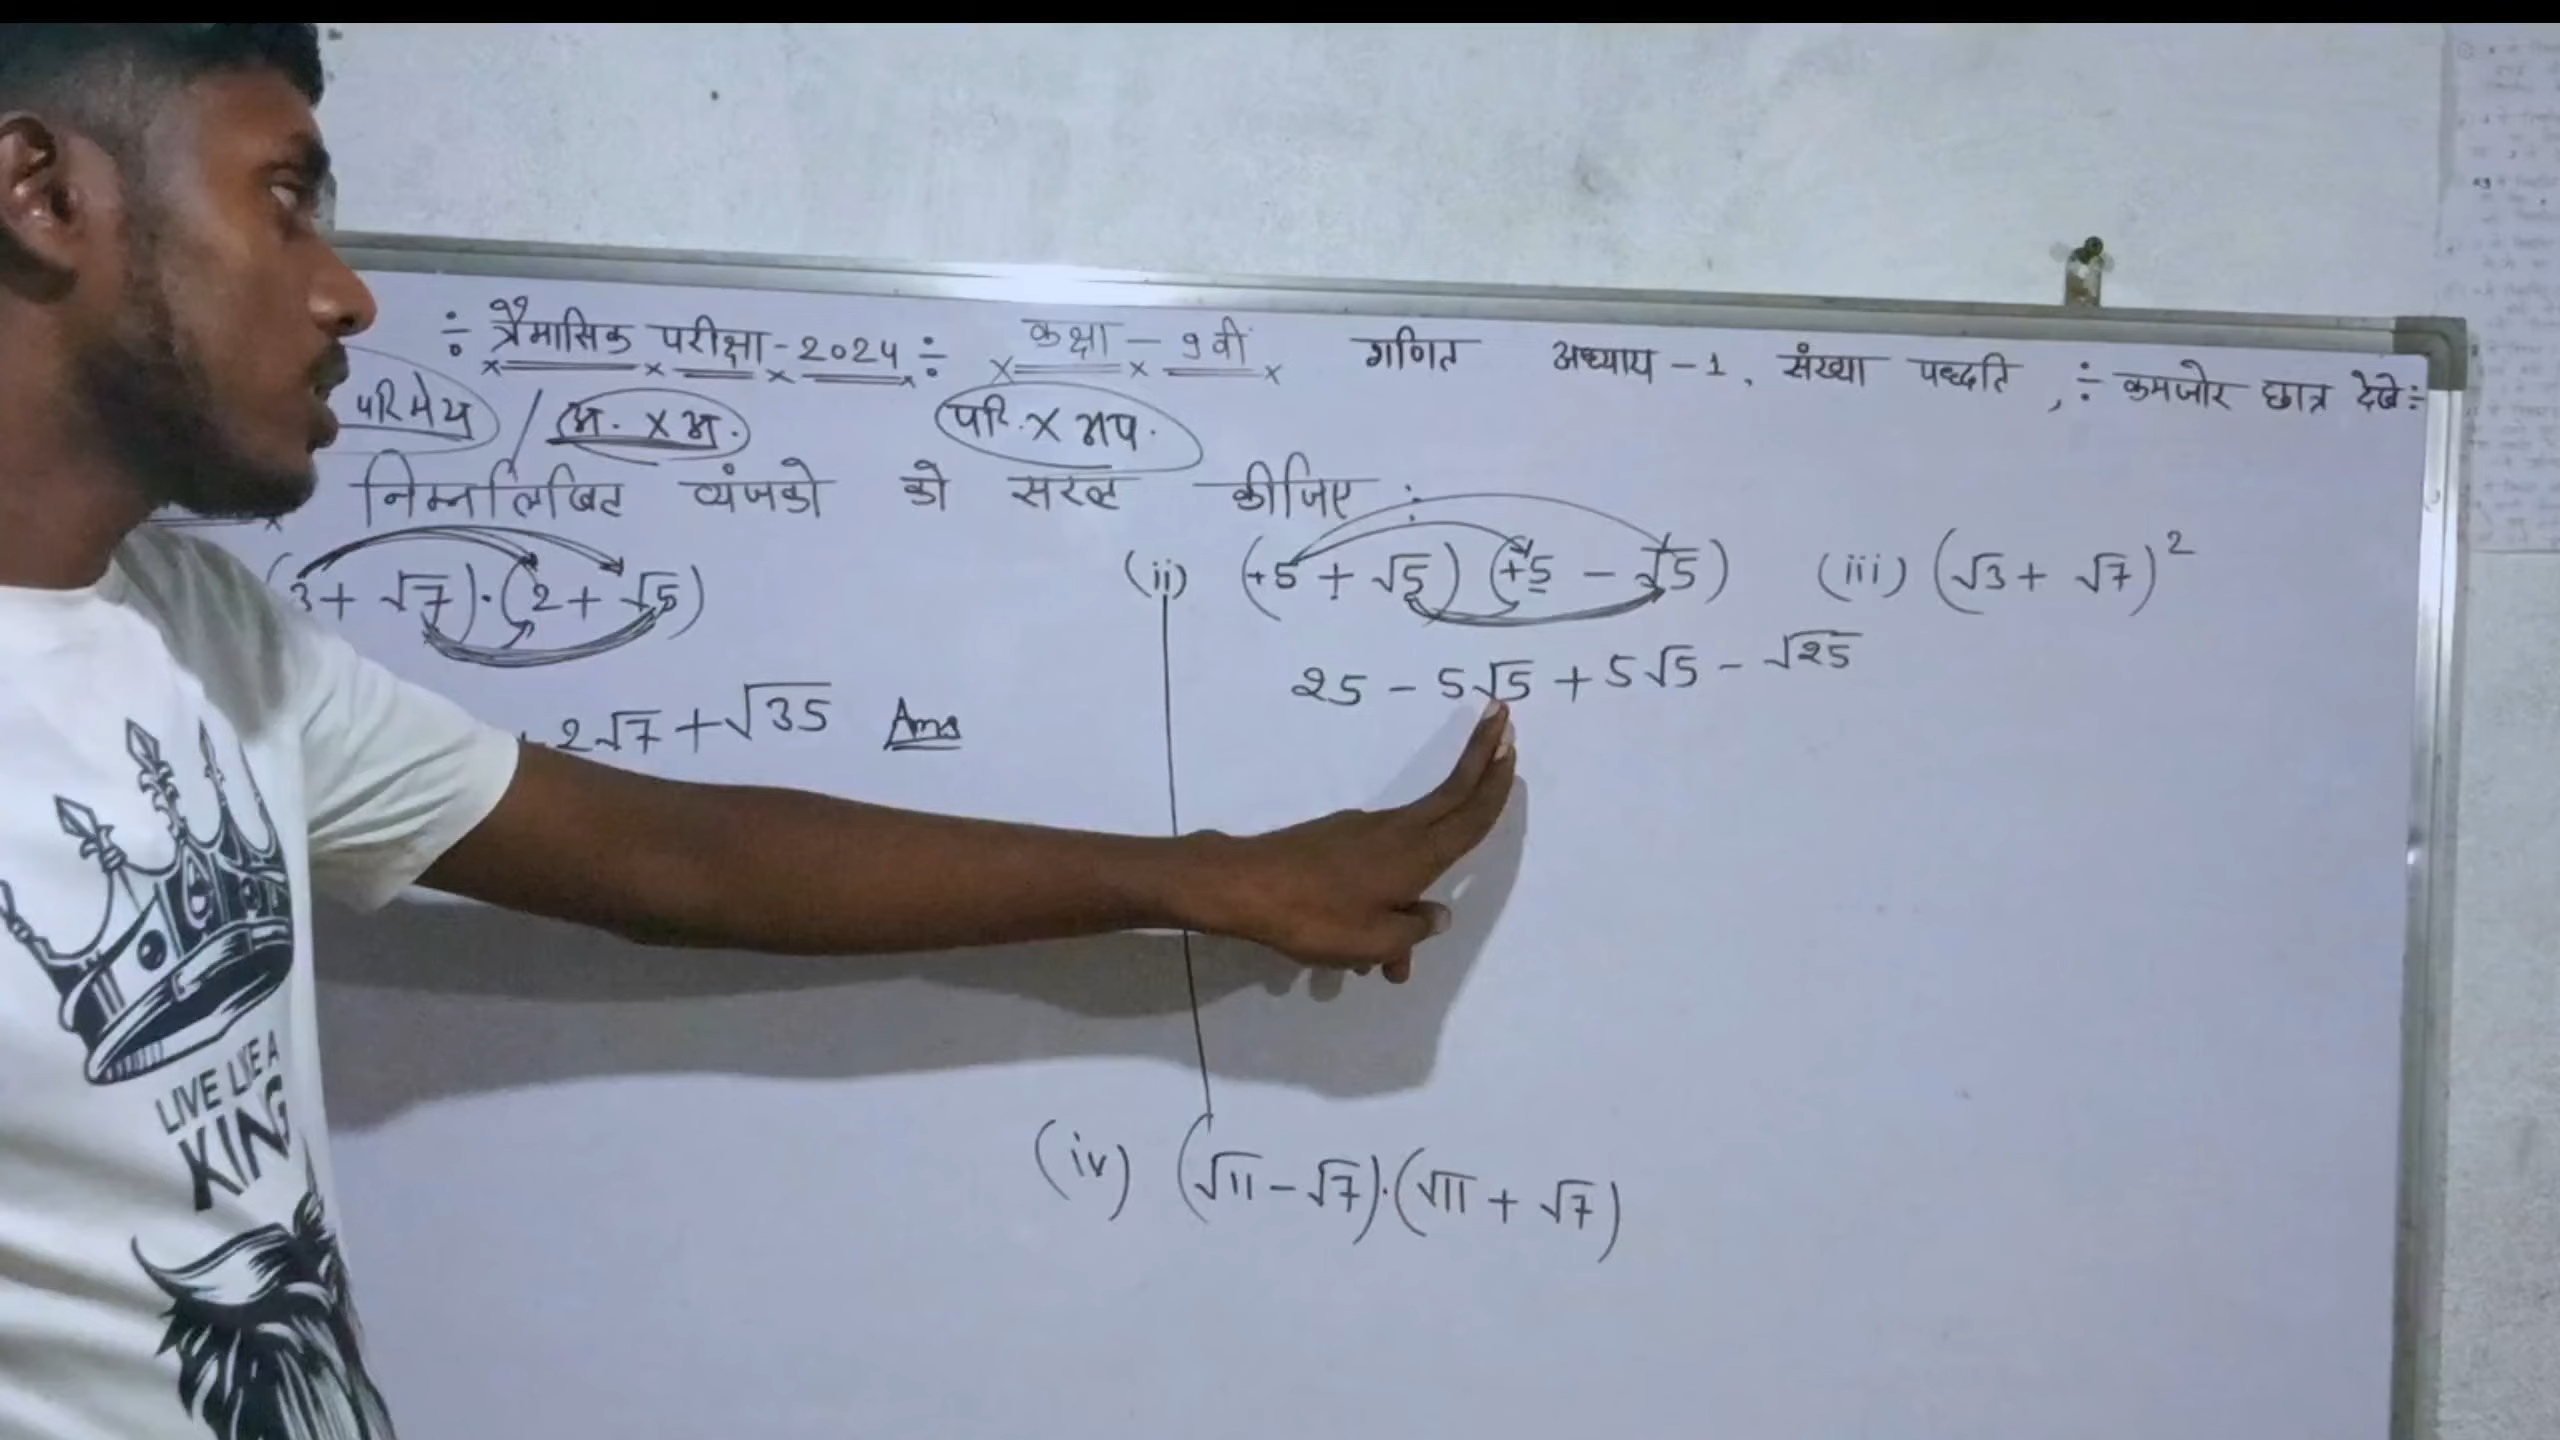 ÷ त्रैमासिक परीक्षा - 2024 ÷ कक्षा - 9वी गणित अध्याय - 1, संख्या पद्धति, ÷ कमजोर छात्र देखे ÷
परिमेय / अ. × अ. परि. × अप.
निम्नलिखित व्यंजको को सरल कीजिए :
(3 + √7)·(2 + √5) (ii) (+5 + √5) (+5 - √5) (iii) (√3 + √7)²
2√7 + √35 Ans 25 - 5√5 + 5√5 - √25
(iv) (√11 - √7)·(√11 + √7)
LIVE LIKE A
KING